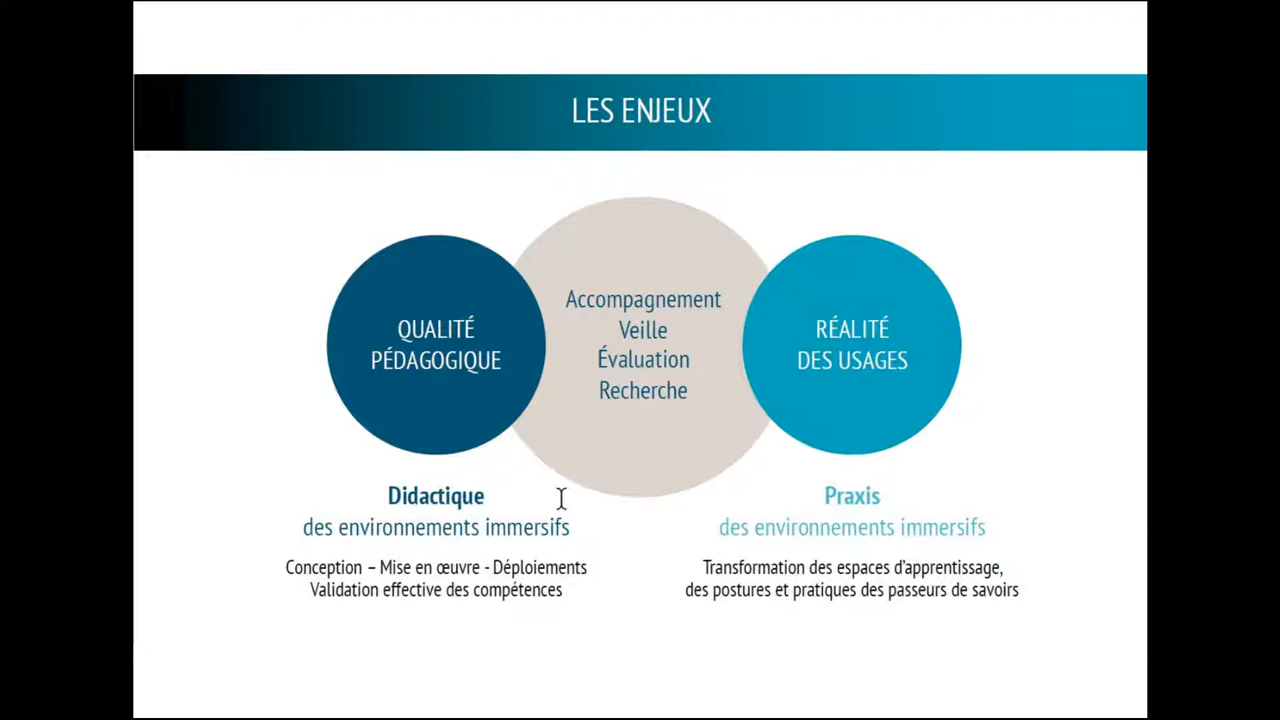 LES ENJEUX
QUALITÉ
PÉDAGOGIQUE
Accompagnement
Veille
Évaluation
Recherche
RÉALITÉ
DES USAGES
Didactique
des environnements immersifs
Conception – Mise en œuvre - Déploiements
Validation effective des compétences
Praxis
des environnements immersifs
Transformation des espaces d'apprentissage,
des postures et pratiques des passeurs de savoirs